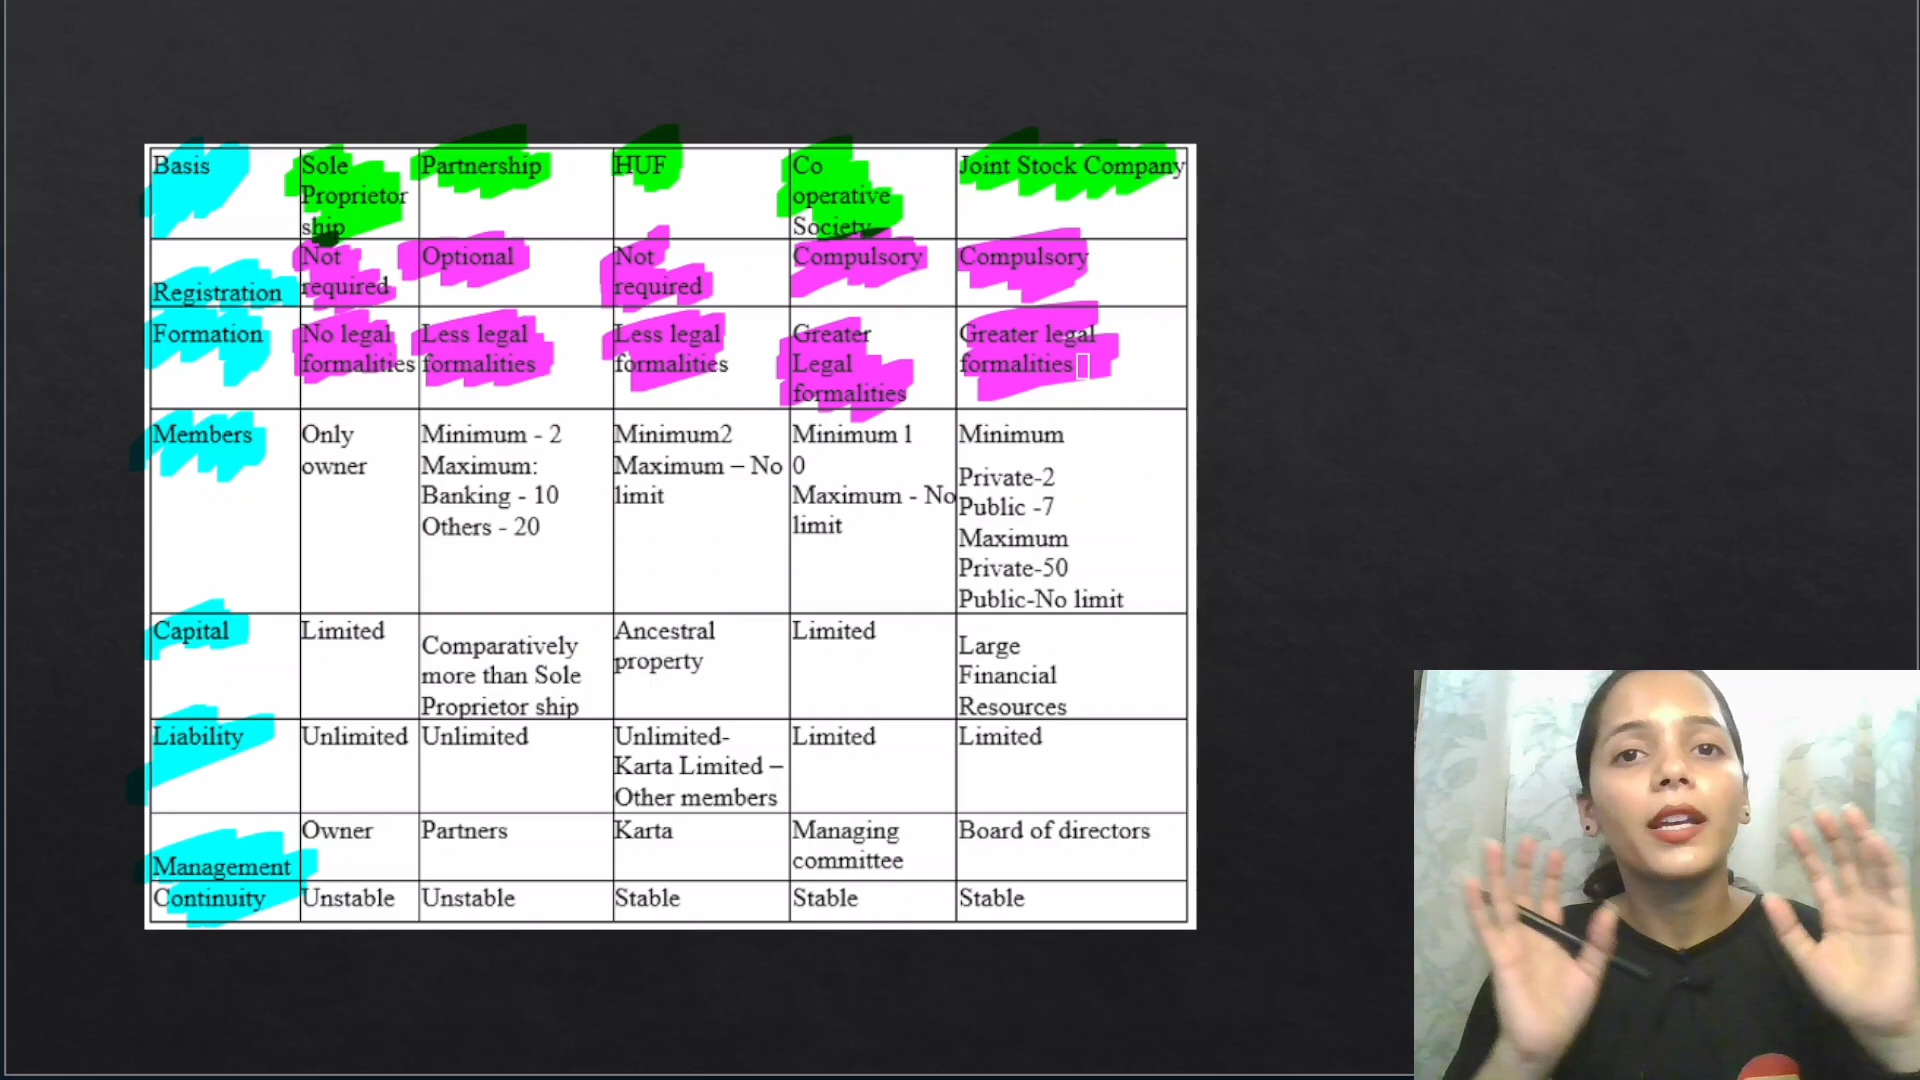 Basis
Sole
Proprietor
ship
Partnership
HUF
Co
operative
Society
Joint Stock Company
Registration
Not
required
Optional
Not
required
Compulsory
Compulsory
Formation
No legal
formalities
Less legal
formalities
Less legal
formalities
Greater
Legal
formalities
Greater legal
formalities
Members
Only
owner
Minimum - 2
Maximum:
Banking - 10
Others - 20
Minimum2
Maximum – No
limit
Minimum 1
0
Maximum - No
limit
Minimum
Private-2
Public -7
Maximum
Private-50
Public-No limit
Capital
Limited
Comparatively
more than Sole
Proprietor ship
Ancestral
property
Limited
Large
Financial
Resources
Liability
Unlimited
Unlimited
Unlimited-
Karta Limited –
Other members
Limited
Limited
Management
Owner
Partners
Karta
Managing
committee
Board of directors
Continuity
Unstable
Unstable
Stable
Stable
Stable